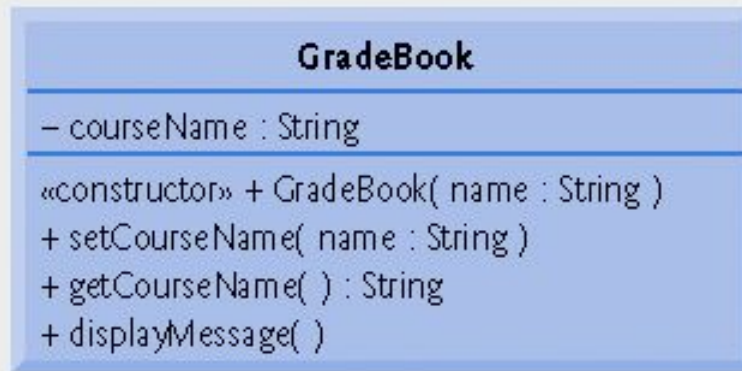 GradeBook
– courseName : String
«constructor» + GradeBook( name : String )
+ setCourseName( name : String )
+ getCourseName( ) : String
+ displayMessage( )